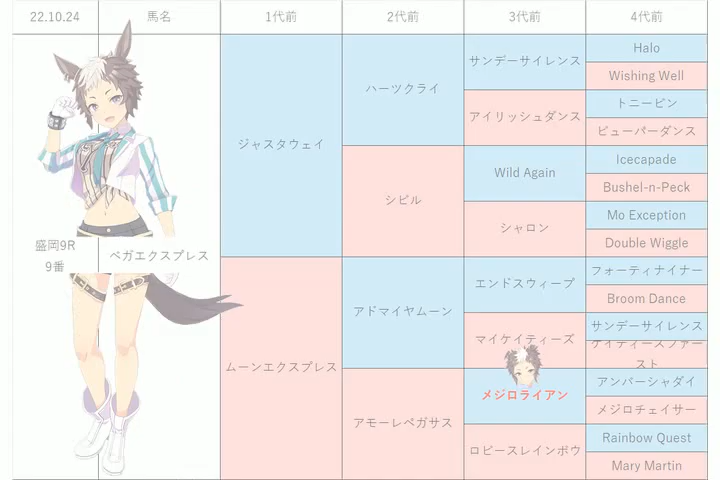 22.10.24 馬名 1代前 2代前 3代前 4代前
盛岡9R
9番
ベガエクスプレス
ジャスタウェイ
ムーンエクスプレス
ハーツクライ
シビル
アドマイヤムーン
アモーレペガサス
サンデーサイレンス
アイリッシュダンス
Wild Again
シャロン
エンドスウィープ
マイケイティーズ
メジロライアン
ロビースレインボウ
Halo
Wishing Well
トニービン
ビューパーダンス
Icecapade
Bushel-n-Peck
Mo Exception
Double Wiggle
フォーティナイナー
Broom Dance
サンデーサイレンス
ケイティーズファー
スト
アンバーシャダイ
メジロチェイサー
Rainbow Quest
Mary Martin